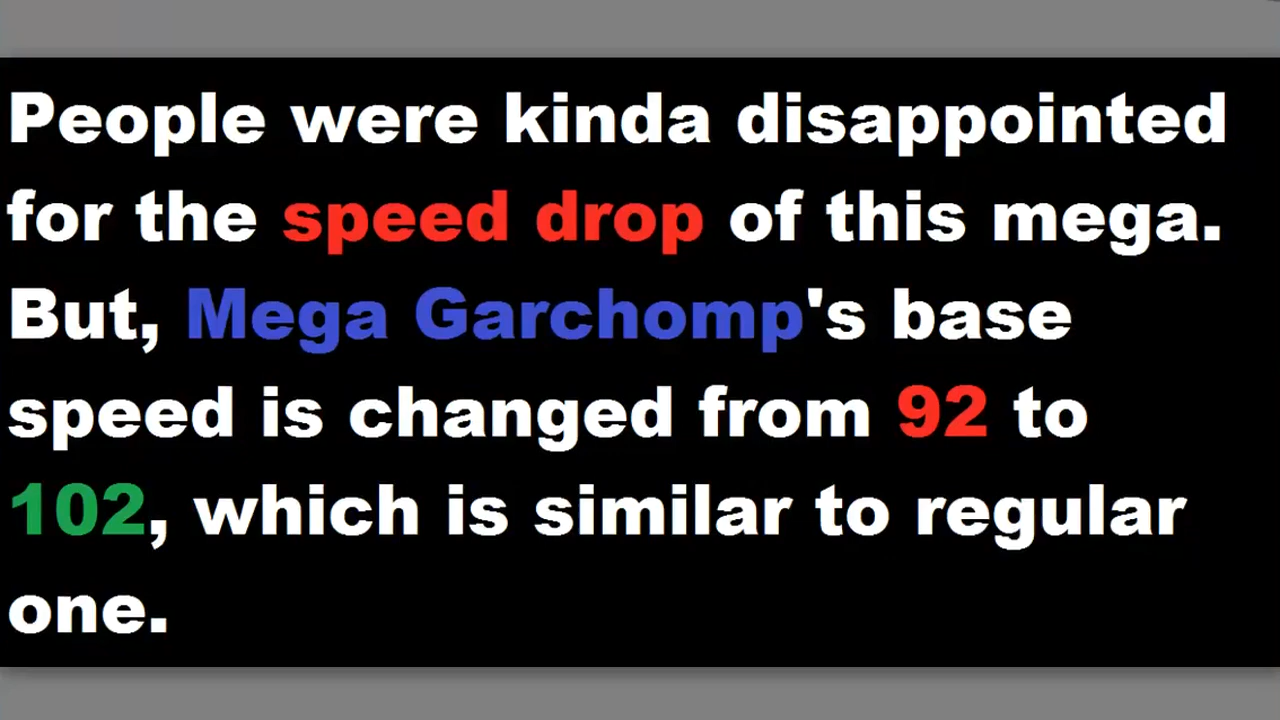 People were kinda disappointed
for the speed drop of this mega.
But, Mega Garchomp's base
speed is changed from 92 to
102, which is similar to regular
one.